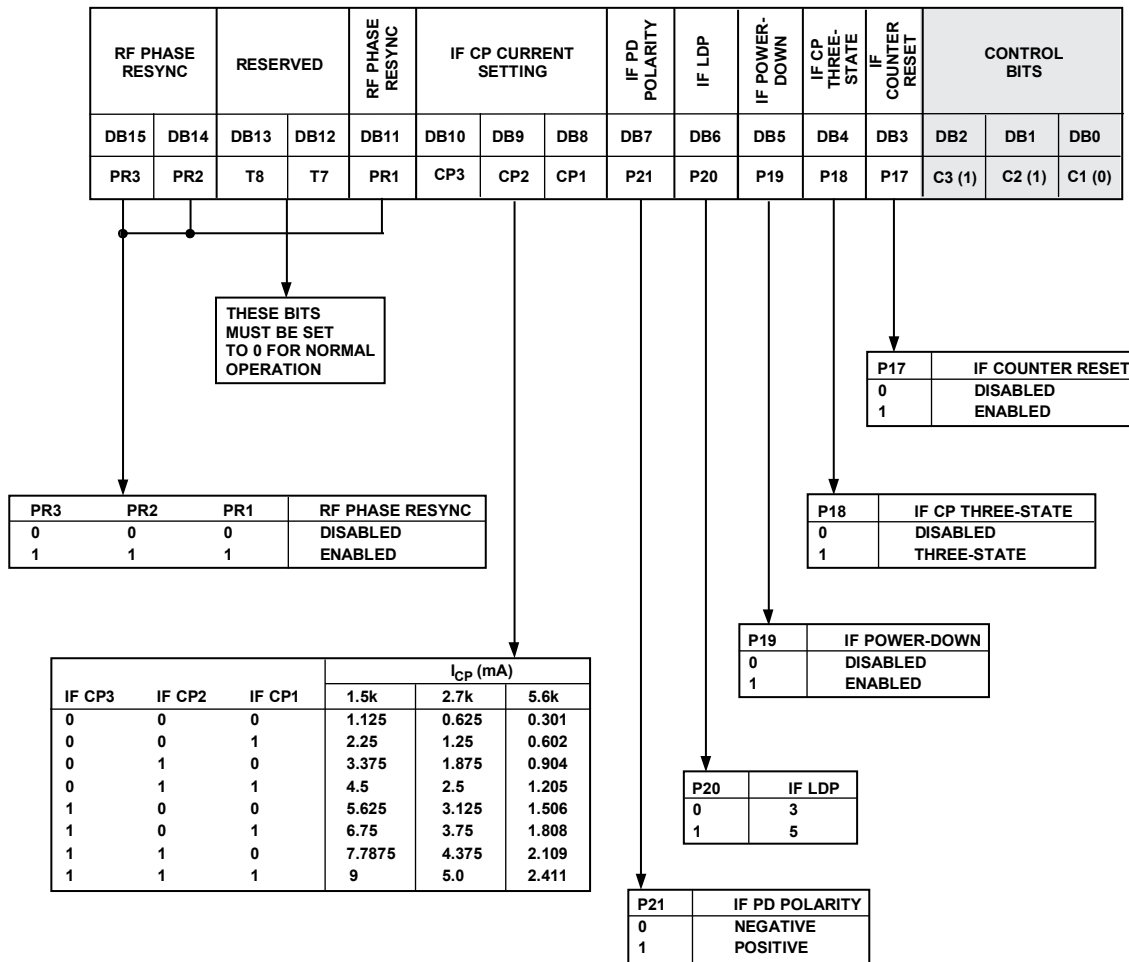 RF PHASE RESYNC
RESERVED
RF PHASE RESYNC
IF CP CURRENT SETTING
IF PD POLARITY
IF LDP
IF POWER-DOWN
IF CP THREE-STATE
IF COUNTER RESET
CONTROL BITS
DB15 DB14 DB13 DB12 DB11 DB10 DB9 DB8 DB7 DB6 DB5 DB4 DB3 DB2 DB1 DB0
PR3 PR2 T8 T7 PR1 CP3 CP2 CP1 P21 P20 P19 P18 P17 C3 (1) C2 (1) C1 (0)
THESE BITS
MUST BE SET
TO 0 FOR NORMAL
OPERATION
P17 IF COUNTER RESET
0 DISABLED
1 ENABLED
PR3 PR2 PR1 RF PHASE RESYNC
0 0 0 DISABLED
1 1 1 ENABLED
P18 IF CP THREE-STATE
0 DISABLED
1 THREE-STATE
P19 IF POWER-DOWN
0 DISABLED
1 ENABLED
ICP (mA)
IF CP3 IF CP2 IF CP1 1.5k 2.7k 5.6k
0 0 0 1.125 0.625 0.301
0 0 1 2.25 1.25 0.602
0 1 0 3.375 1.875 0.904
0 1 1 4.5 2.5 1.205
1 0 0 5.625 3.125 1.506
1 0 1 6.75 3.75 1.808
1 1 0 7.7875 4.375 2.109
1 1 1 9 5.0 2.411
P20 IF LDP
0 3
1 5
P21 IF PD POLARITY
0 NEGATIVE
1 POSITIVE